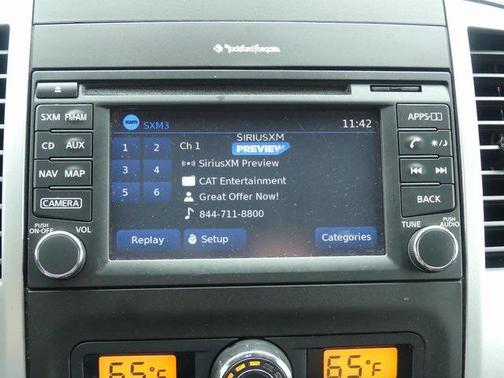 Rockford Fosgate
SXM FM/AM
CD AUX
NAV MAP
CAMERA
PUSH
ON-OFF
VOL
SXM
SXM3
11:42
1 2
3 4
5 6
Ch 1
SIRIUSXM
PREVIEW
SiriusXM Preview
CAT Entertainment
Great Offer Now!
844-711-8800
Replay
Setup
Categories
APPS
BACK
TUNE
PUSH
AUDIO
65°F
65°F